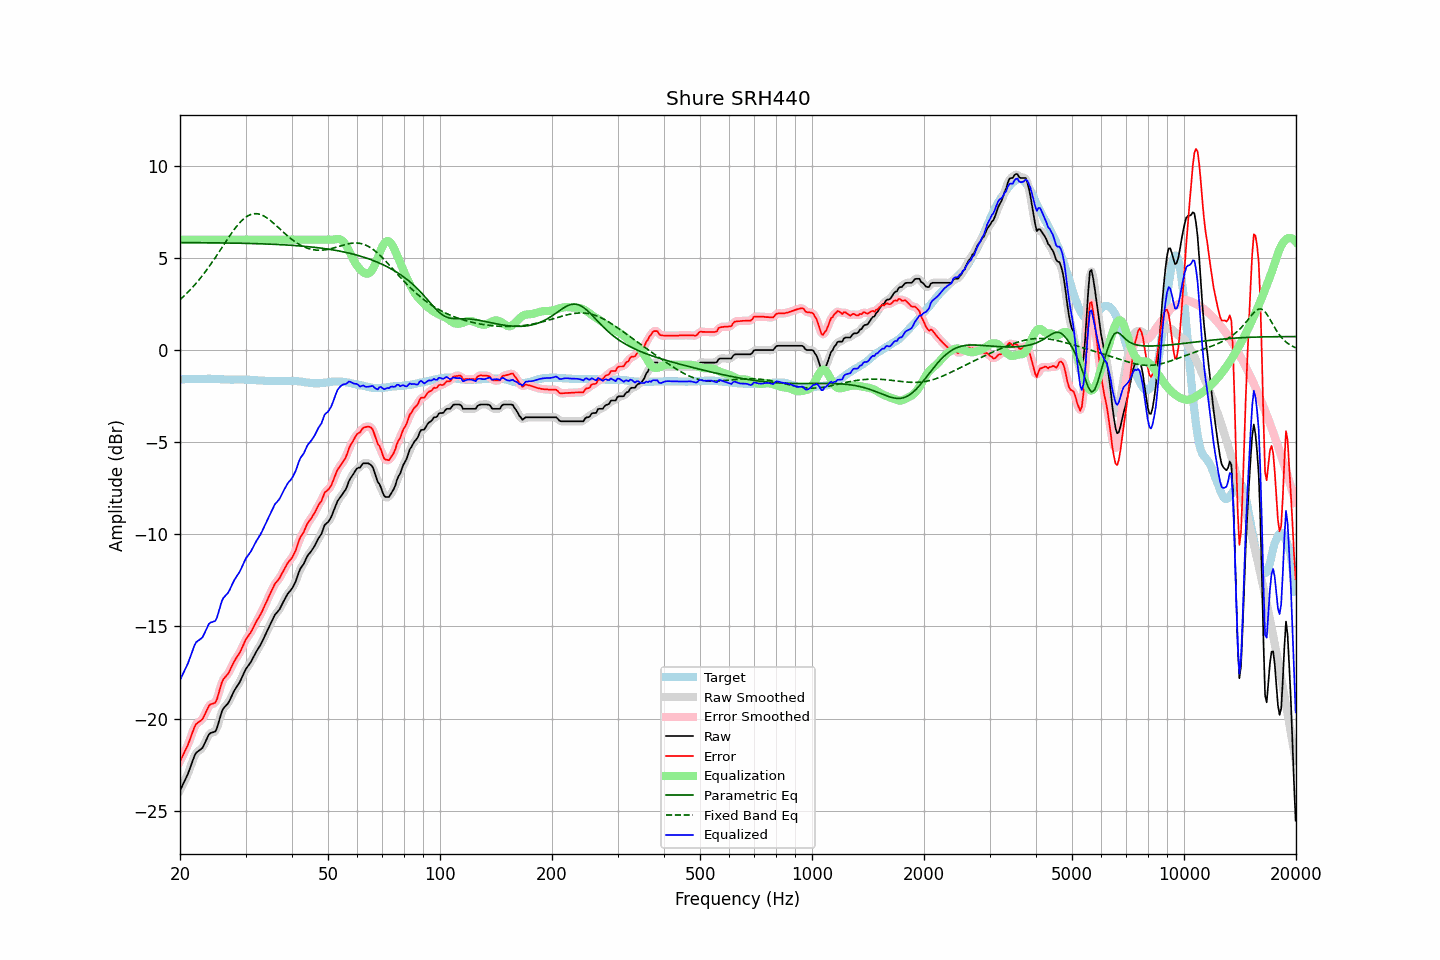 Shure SRH440
Amplitude (dBr)
10
5
0
−5
−10
−15
−20
−25
Target
Raw Smoothed
Error Smoothed
Raw
Error
Equalization
Parametric Eq
Fixed Band Eq
Equalized
20 50 100 200 500 1000 2000 5000 10000 20000
Frequency (Hz)